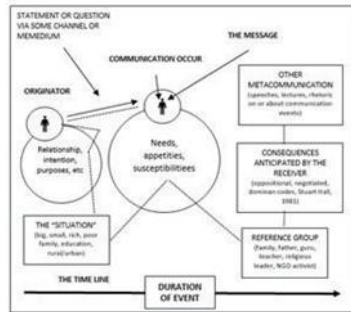 STATEMENT OR QUESTION
VIA SOME CHANNEL OR
MEMEDIUM
COMMUNICATION OCCUR
THE MESSAGE
ORIGINATOR
Relationship,
intention,
purposes, etc
Needs,
appetities,
susceptibilitiees
OTHER
METACOMMUNICATION
(speeches, lectures, rhetoric
on or about communication
events)
CONSEQUENCES
ANTICIPATED BY THE
RECEIVER
(oppositional, negotiated,
dominan codes, Stuart Hall,
1981)
THE "SITUATION"
(big, small, rich, poor
family, education,
rural/urban)
REFERENCE GROUP
(family, father, guru,
teacher, religious
leader, NGO activist)
THE TIME LINE
DURATION
OF EVENT